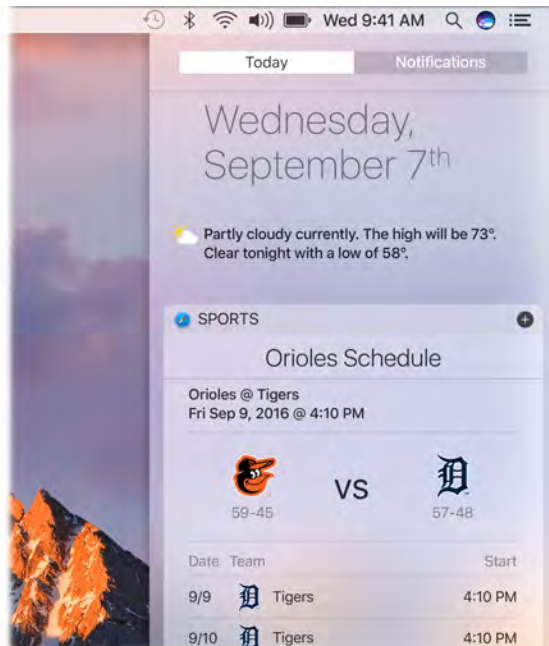 Wed 9:41 AM
Today Notifications
Wednesday,
September 7th
Partly cloudy currently. The high will be 73°.
Clear tonight with a low of 58°.
SPORTS
Orioles Schedule
Orioles @ Tigers
Fri Sep 9, 2016 @ 4:10 PM
VS
59-45 57-48
Date Team Start
9/9 Tigers 4:10 PM
9/10 Tigers 4:10 PM